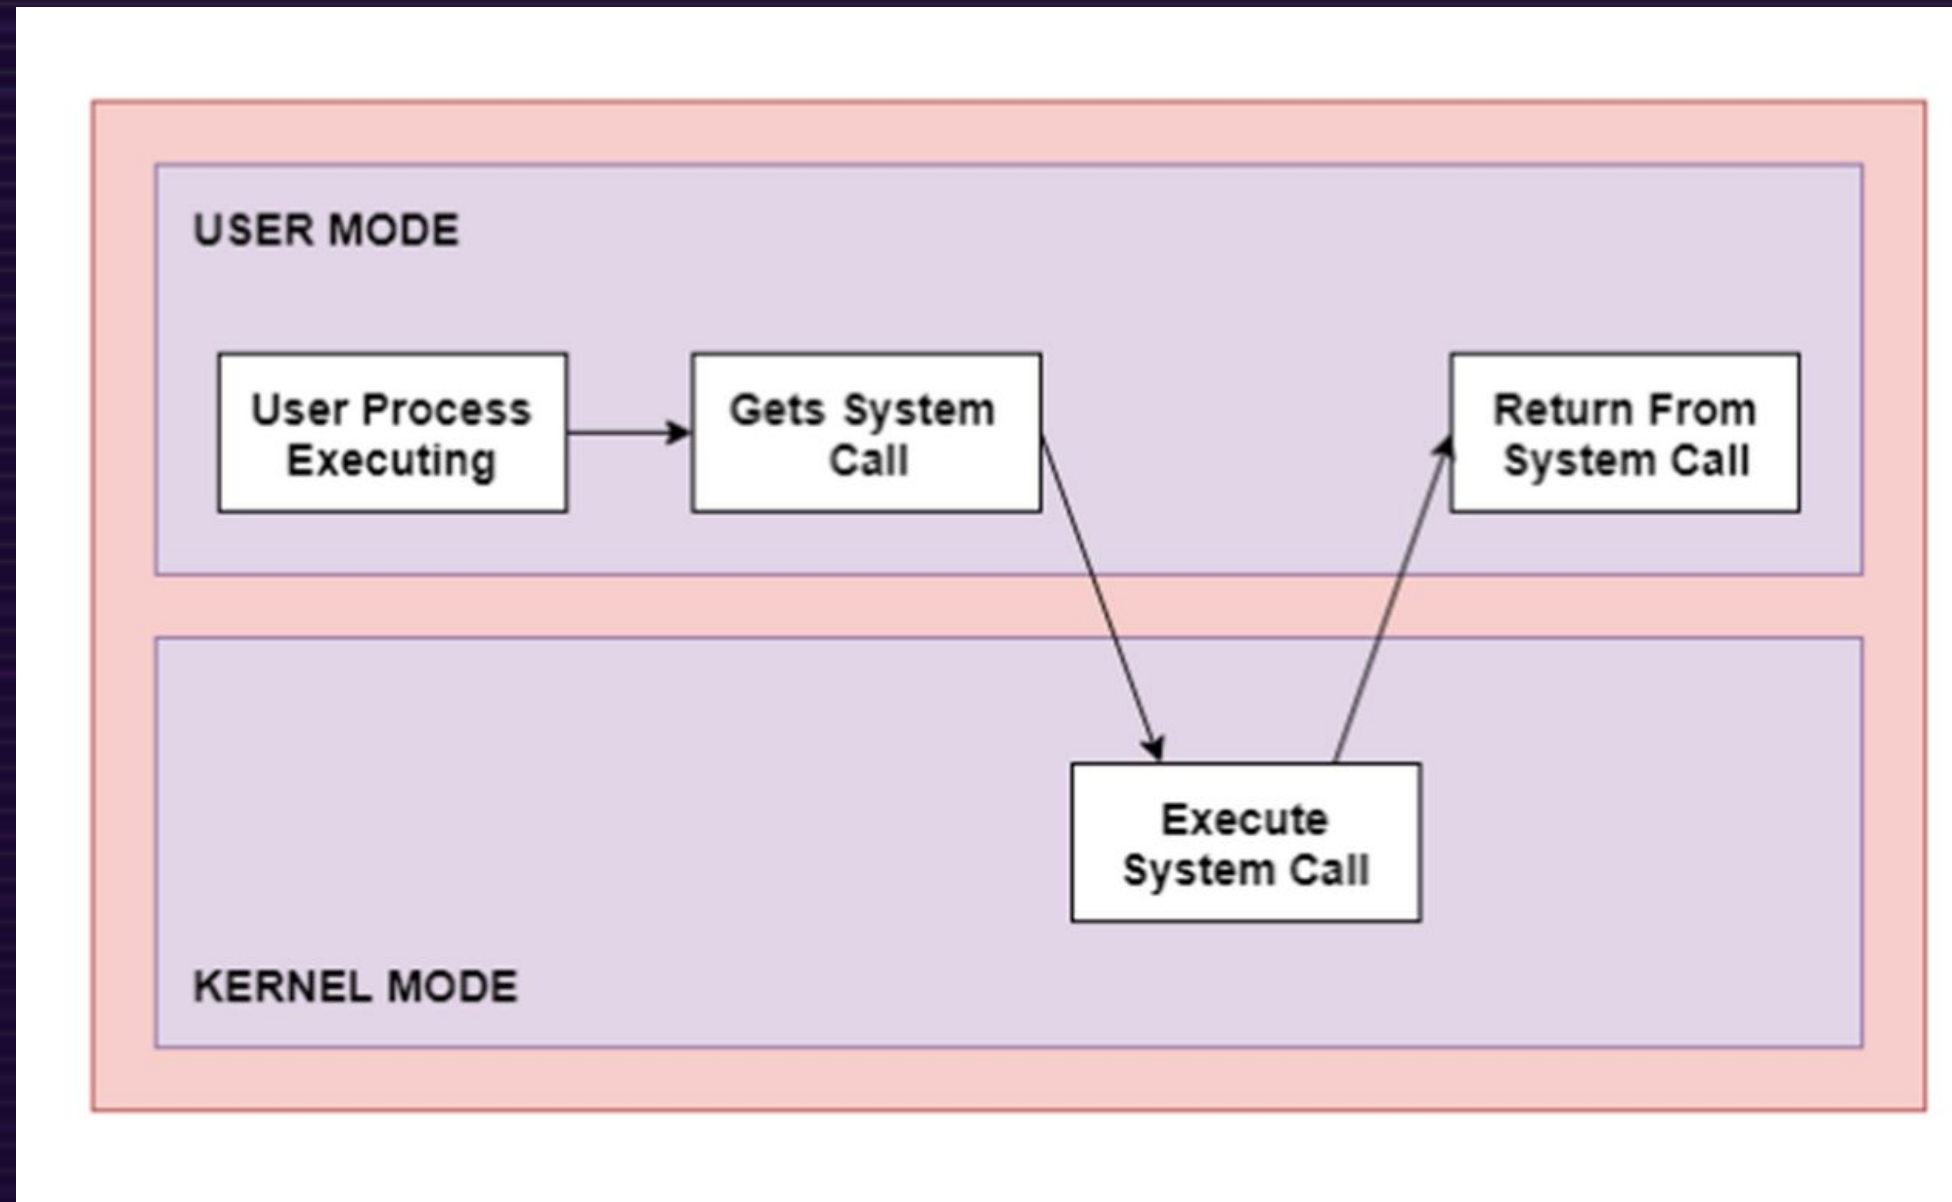 USER MODE
User Process
Executing
Gets System
Call
Return From
System Call
Execute
System Call
KERNEL MODE